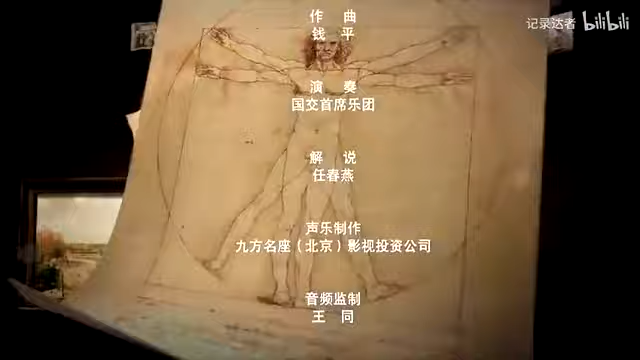 作 曲
钱 平
记录达者 bilibili
演 奏
国交首席乐团
解 说
任春燕
声乐制作
九方名座（北京）影视投资公司
音频监制
王 同